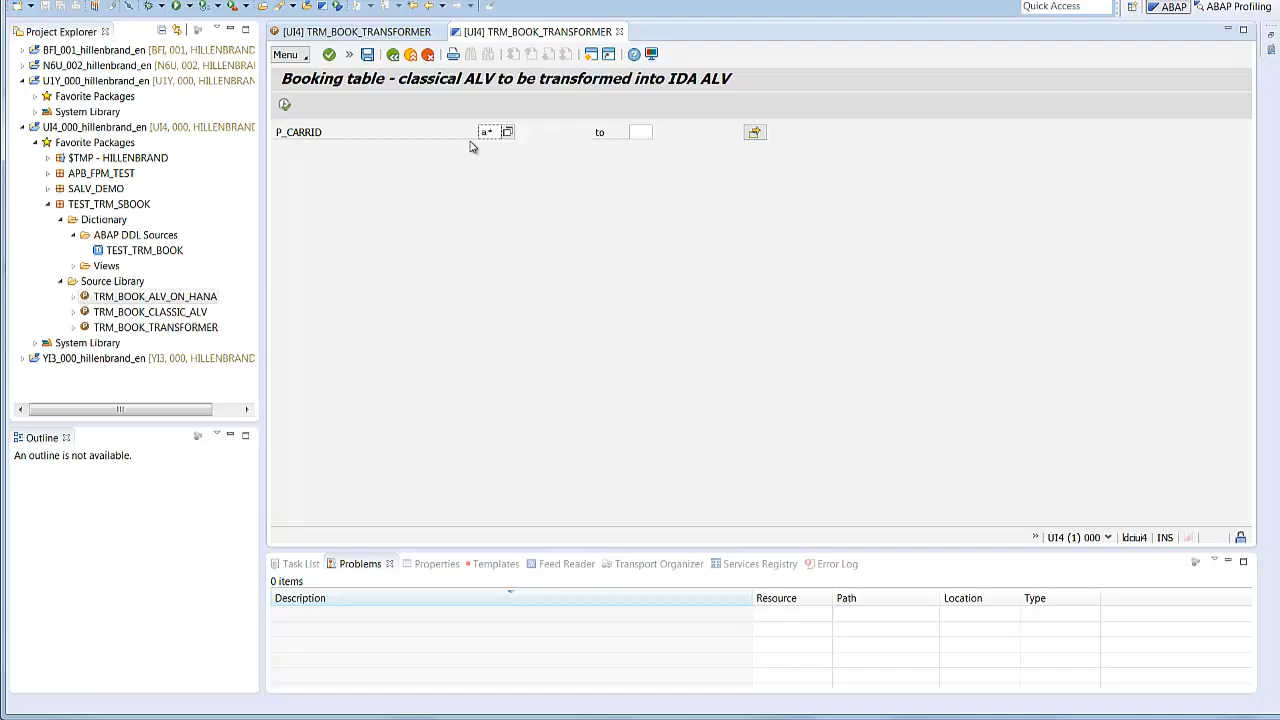 Quick Access
ABAP
ABAP Profiling
Project Explorer
[UI4] TRM_BOOK_TRANSFORMER
[UI4] TRM_BOOK_TRANSFORMER
BFI_001_hillenbrand_en [BFI, 001, HILLENBRAND
N6U_002_hillenbrand_en [N6U, 002, HILLENBRA
U1Y_000_hillenbrand_en [U1Y, 000, HILLENBRAN
Favorite Packages
System Library
UI4_000_hillenbrand_en [UI4, 000, HILLENBRAN
Favorite Packages
$TMP - HILLENBRAND
APB_FPM_TEST
SALV_DEMO
TEST_TRM_SBOOK
Dictionary
ABAP DDL Sources
TEST_TRM_BOOK
Views
Source Library
TRM_BOOK_ALV_ON_HANA
TRM_BOOK_CLASSIC_ALV
TRM_BOOK_TRANSFORMER
System Library
YI3_000_hillenbrand_en [YI3, 000, HILLENBRAND
Menu
Booking table - classical ALV to be transformed into IDA ALV
P_CARRID a* to
Outline
An outline is not available.
UI4 (1) 000 ldciui4 INS
Task List Problems Properties Templates Feed Reader Transport Organizer Services Registry Error Log
0 items
Description Resource Path Location Type